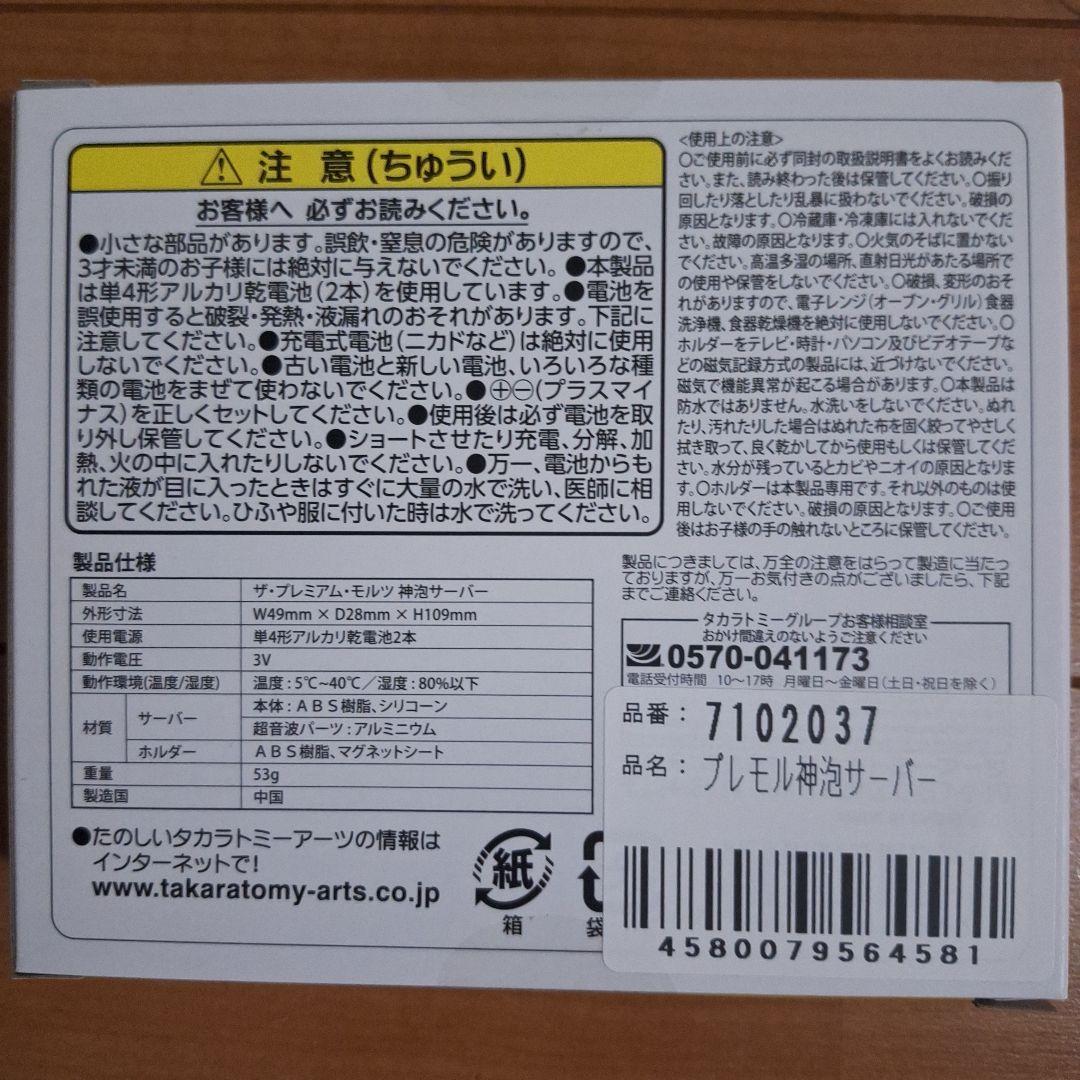 注 意(ちゅうい)
お客様へ 必ずお読みください。
●小さな部品があります。誤飲・窒息の危険がありますので、
3才未満のお子様には絶対に与えないでください。●本製品
は単4形アルカリ乾電池(2本)を使用しています。●電池を
誤使用すると破裂・発熱・液漏れのおそれがあります。下記に
注意してください。●充電式電池(ニカドなど)は絶対に使用
しないでください。●古い電池と新しい電池、いろいろな種
類の電池をまぜて使わないでください。●⊕⊖(プラスマイ
ナス)を正しくセットしてください。●使用後は必ず電池を取
り外し保管してください。●ショートさせたり充電、分解、加
熱、火の中に入れたりしないでください。●万一、電池からも
れた液が目に入ったときはすぐに大量の水で洗い、医師に相
談してください。ひふや服に付いた時は水で洗ってください。
<使用上の注意>
〇ご使用前に必ず同封の取扱説明書をよくお読みくだ
さい。また、読み終わった後は保管してください。〇振り
回したり落としたり乱暴に扱わないでください。破損の
原因となります。〇冷蔵庫・冷凍庫には入れないでくだ
さい。故障の原因となります。〇火気のそばに置かない
でください。高温多湿の場所、直射日光があたる場所で
の使用や保管をしないでください。〇破損、変形のおそ
れがありますので、電子レンジ(オーブン・グリル)食器
洗浄機、食器乾燥機を絶対に使用しないでください。〇
ホルダーをテレビ・時計・パソコン及びビデオテープな
どの磁気記録方式の製品には、近づけないでください。
磁気で機能異常が起こる場合があります。〇本製品は
防水ではありません。水洗いをしないでください。ぬれ
たり、汚れたりした場合はぬれた布を固く絞ってやさしく
拭き取って、良く乾かしてから使用もしくは保管してくだ
さい。水分が残っているとカビやニオイの原因となりま
す。〇ホルダーは本製品専用です。それ以外のものは使
用しないでください。破損の原因となります。〇ご使用
後はお子様の手の触れないところに保管してください。
製品仕様
製品名 ザ・プレミアム・モルツ 神泡サーバー
外形寸法 W49mm × D28mm × H109mm
使用電源 単4形アルカリ乾電池2本
動作電圧 3V
動作環境(温度/湿度) 温度:5℃~40℃/湿度:80%以下
材質 サーバー 本体:ABS樹脂、シリコーン
超音波パーツ:アルミニウム
ホルダー ABS樹脂、マグネットシート
重量 53g
製造国 中国
製品につきましては、万全の注意をはらって製造に当たっ
ておりますが、万一お気付きの点がございましたら、下記
までご連絡ください。
タカラトミーグループお客様相談室
おかけ間違えのないようご注意ください
0570-041173
電話受付時間 10~17時 月曜日~金曜日(土日・祝日を除く)
●たのしいタカラトミーアーツの情報は
インターネットで!
www.takaratomy-arts.co.jp
紙
箱
袋
品番: 7102037
品名: プレモル神泡サーバー
4580079564581